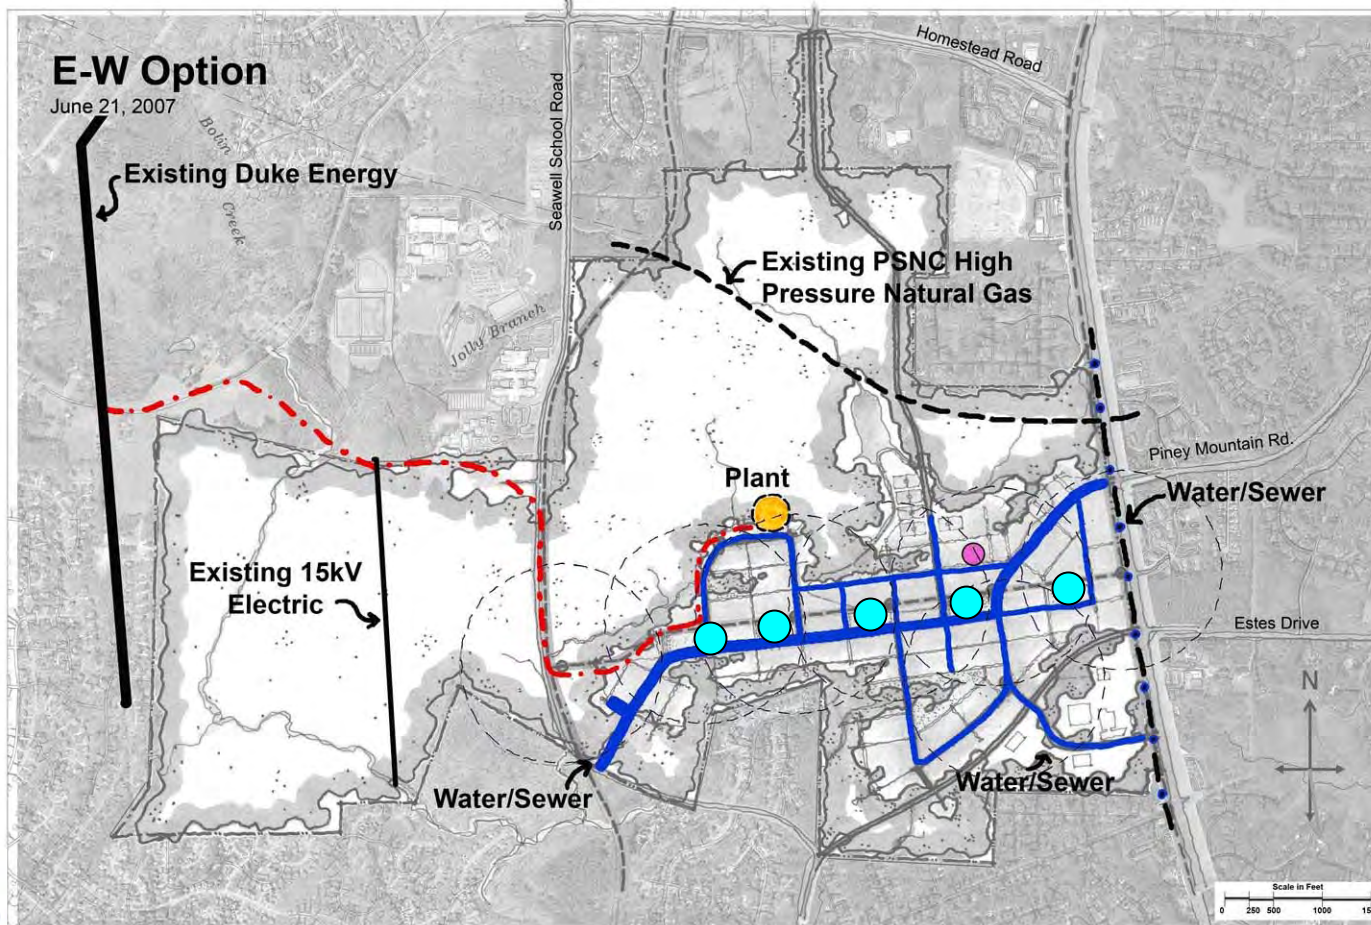 E-W Option
June 21, 2007
Existing Duke Energy
Bolin
Creek
Seawell School Road
Homestead Road
Existing PSNC High
Pressure Natural Gas
Jolly Branch
Piney Mountain Rd.
Plant
Water/Sewer
Existing 15kV
Electric
Estes Drive
N
Water/Sewer
Water/Sewer
Scale in Feet
0 250 500 1000